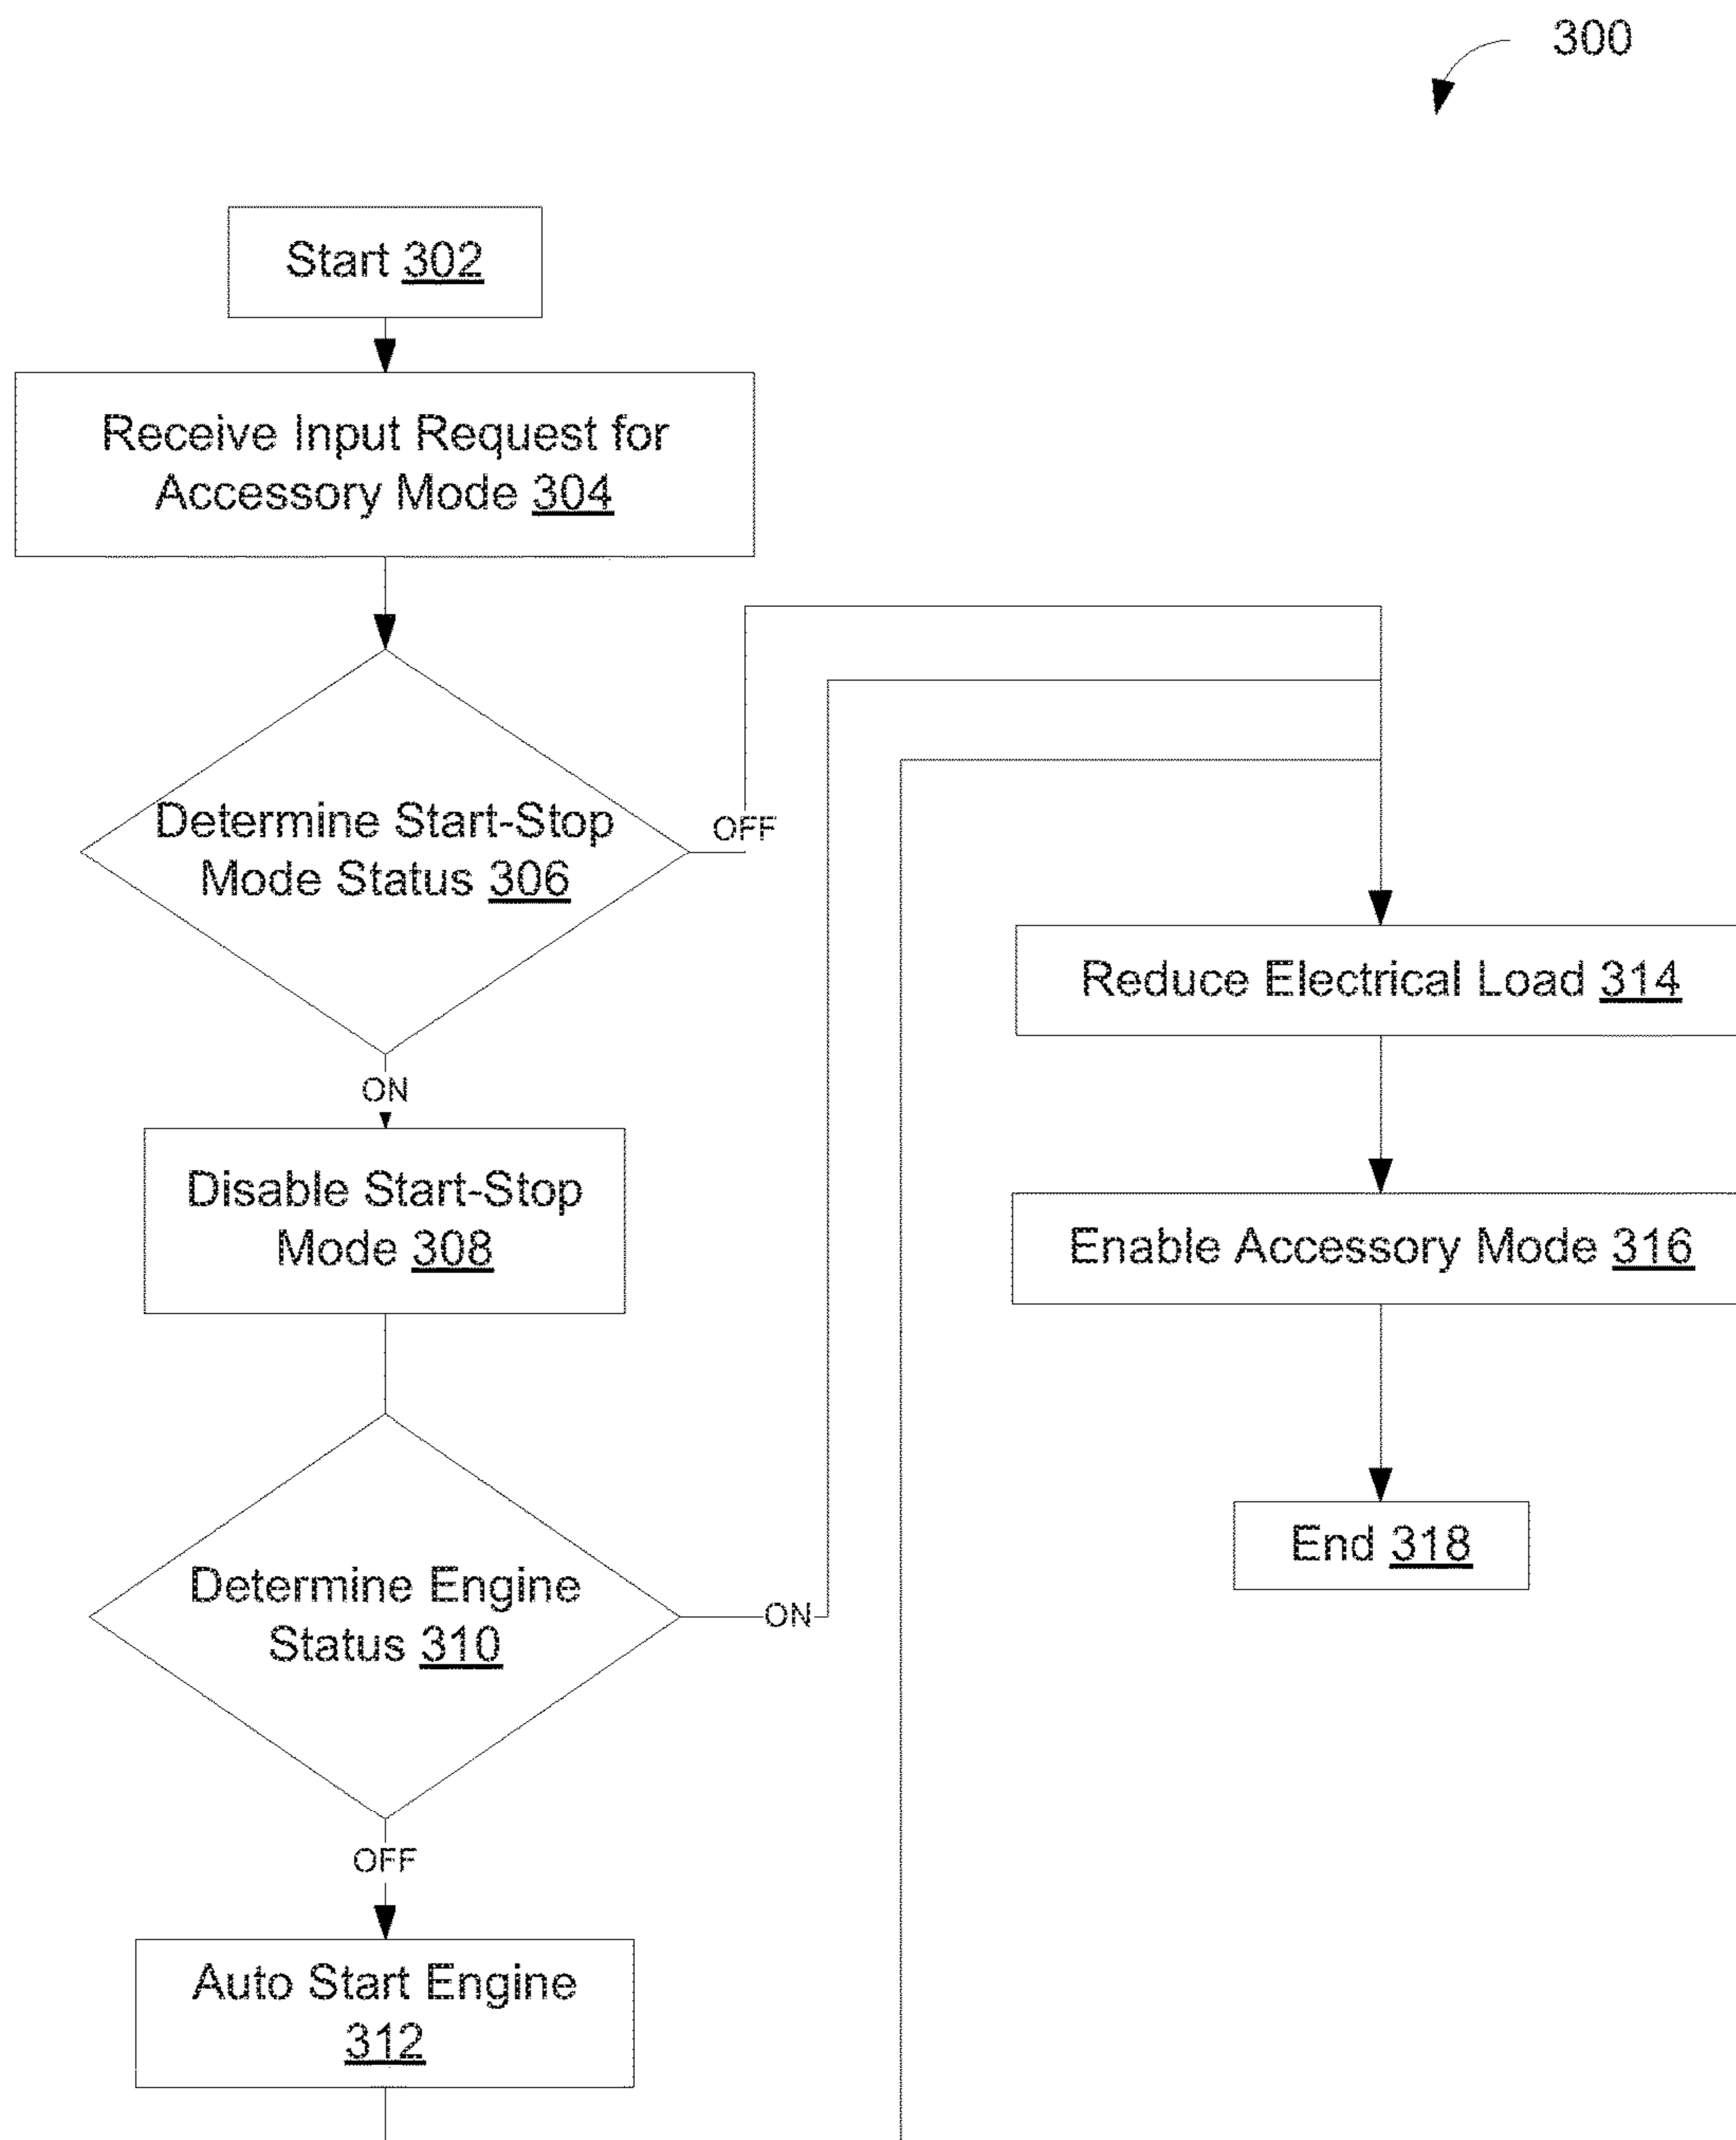 300
Start 302
Receive Input Request for
Accessory Mode 304
Determine Start-Stop
Mode Status 306
OFF
ON
Disable Start-Stop
Mode 308
Determine Engine
Status 310
ON
OFF
Auto Start Engine
312
Reduce Electrical Load 314
Enable Accessory Mode 316
End 318